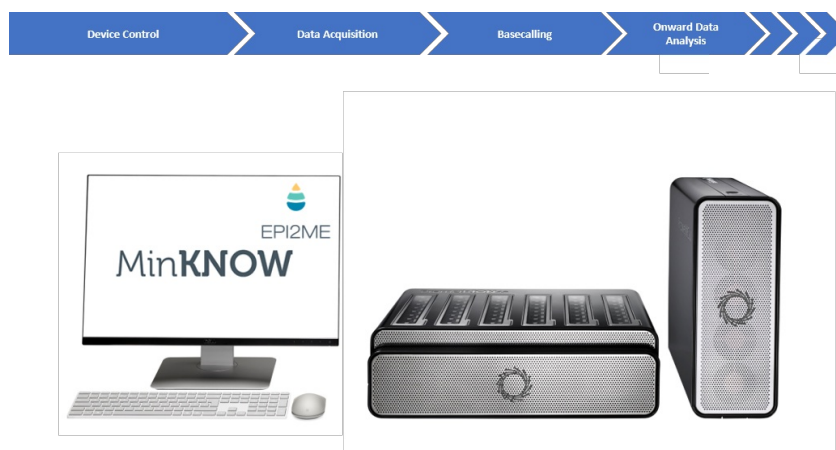 Device Control
Data Acquisition
Basecalling
Onward Data
Analysis
EPI2ME
MinKNOW